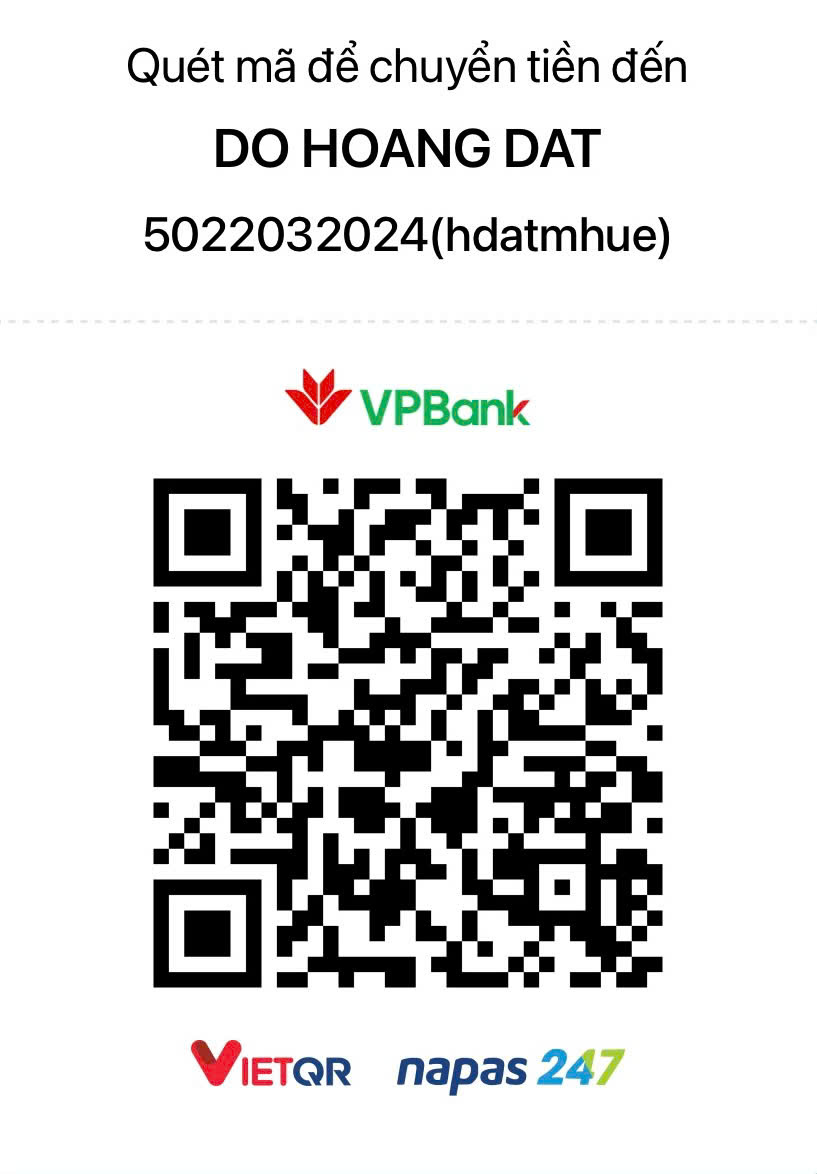 Quét mã để chuyển tiền đến
DO HOANG DAT
5022032024(hdatmhue)
VPBank
VIETQR napas 247